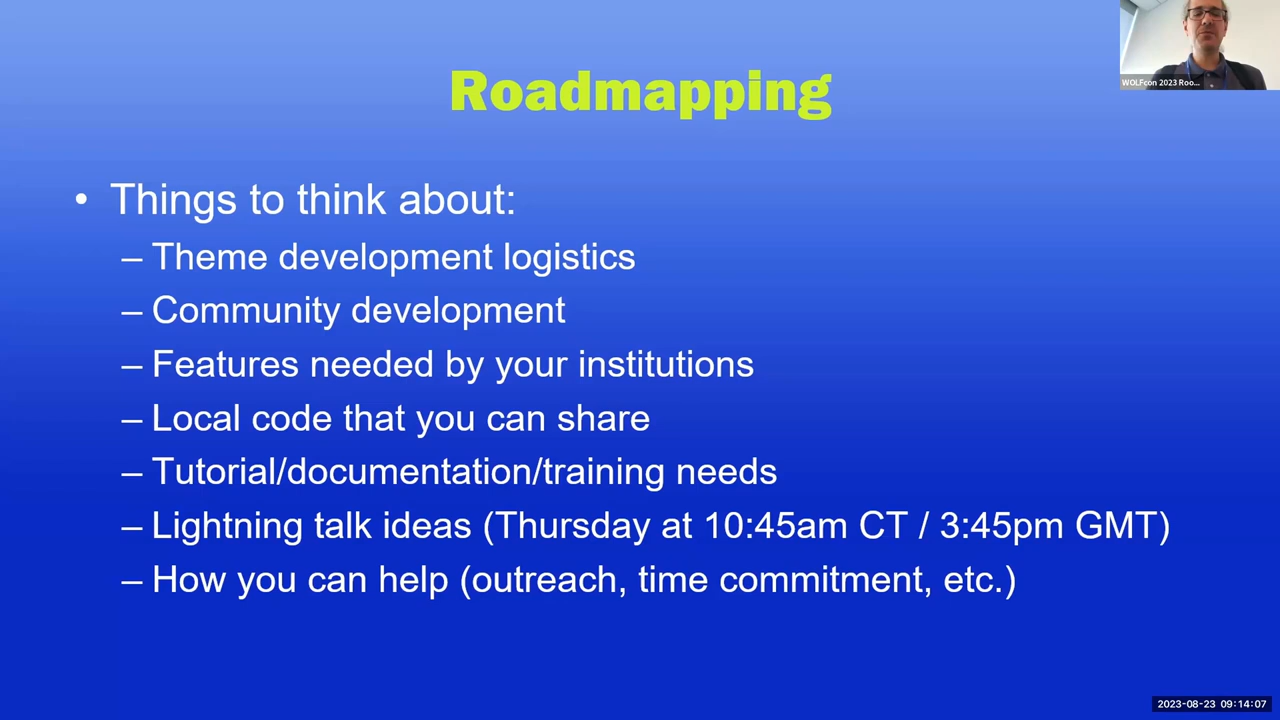 Roadmapping
WOLFcon 2023 Roo...
• Things to think about:
– Theme development logistics
– Community development
– Features needed by your institutions
– Local code that you can share
– Tutorial/documentation/training needs
– Lightning talk ideas (Thursday at 10:45am CT / 3:45pm GMT)
– How you can help (outreach, time commitment, etc.)
2023-08-23 09:14:07